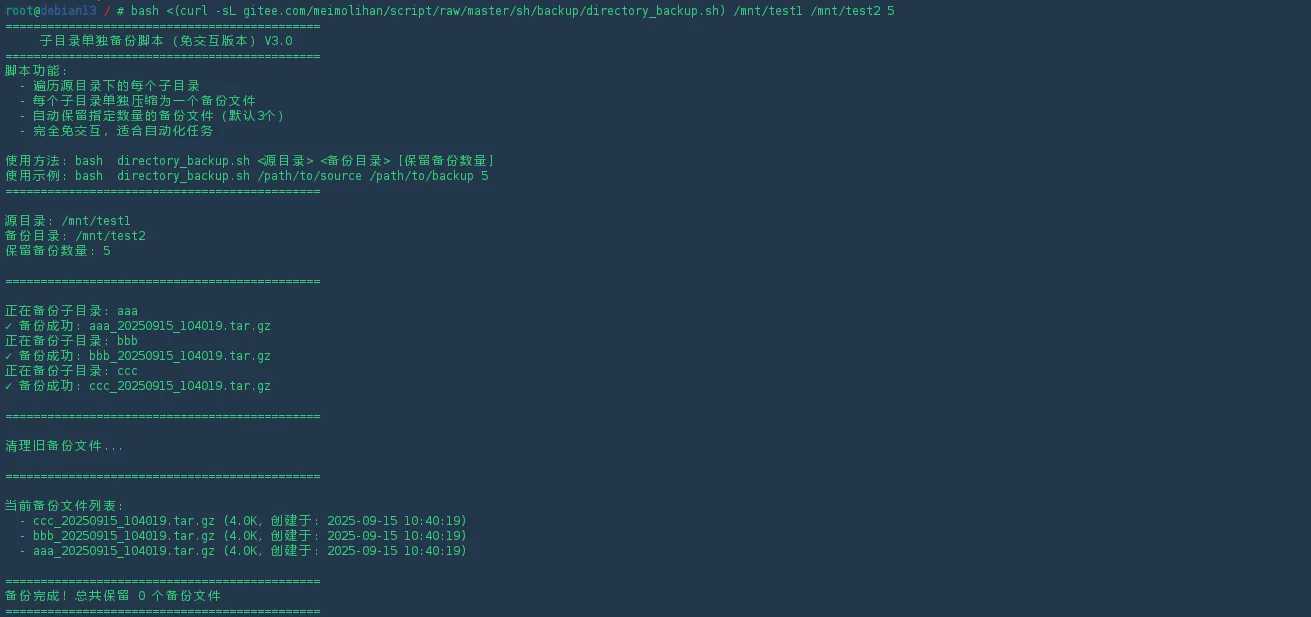 root@debian13 / # bash <(curl -sL gitee.com/meimolihan/script/raw/master/sh/backup/directory_backup.sh) /mnt/test1 /mnt/test2 5
=============================================
子目录单独备份脚本 (免交互版本) V3.0
=============================================
脚本功能:
- 遍历源目录下的每个子目录
- 每个子目录单独压缩为一个备份文件
- 自动保留指定数量的备份文件 (默认3个)
- 完全免交互, 适合自动化任务
使用方法: bash  directory_backup.sh <源目录> <备份目录> [保留备份数量]
使用示例: bash  directory_backup.sh /path/to/source /path/to/backup 5
=============================================
源目录: /mnt/test1
备份目录: /mnt/test2
保留备份数量: 5
=============================================
正在备份子目录: aaa
✓ 备份成功: aaa_20250915_104019.tar.gz
正在备份子目录: bbb
✓ 备份成功: bbb_20250915_104019.tar.gz
正在备份子目录: ccc
✓ 备份成功: ccc_20250915_104019.tar.gz
=============================================
清理旧备份文件...
=============================================
当前备份文件列表:
- ccc_20250915_104019.tar.gz (4.0K, 创建于: 2025-09-15 10:40:19)
- bbb_20250915_104019.tar.gz (4.0K, 创建于: 2025-09-15 10:40:19)
- aaa_20250915_104019.tar.gz (4.0K, 创建于: 2025-09-15 10:40:19)
=============================================
备份完成! 总共保留 0 个备份文件
=============================================